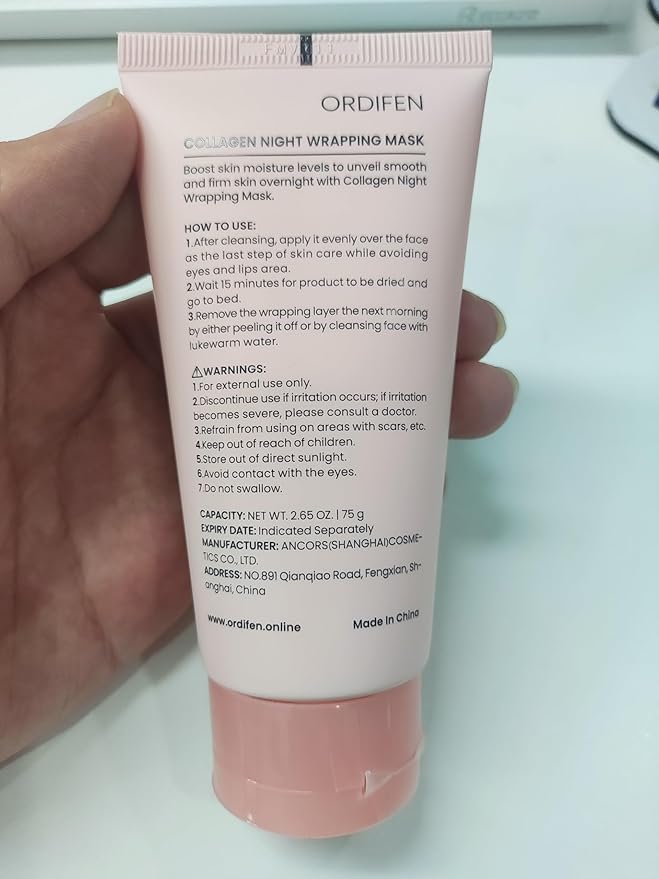 ORDIFEN
COLLAGEN NIGHT WRAPPING MASK
Boost skin moisture levels to unveil smooth
and firm skin overnight with Collagen Night
Wrapping Mask.
HOW TO USE:
1.After cleansing, apply it evenly over the face
as the last step of skin care while avoiding
eyes and lips area.
2.Wait 15 minutes for product to be dried and
go to bed.
3.Remove the wrapping layer the next morning
by either peeling it off or by cleansing face with
lukewarm water.
⚠WARNINGS:
1.For external use only.
2.Discontinue use if irritation occurs; if irritation
becomes severe, please consult a doctor.
3.Refrain from using on areas with scars, etc.
4.Keep out of reach of children.
5.Store out of direct sunlight.
6.Avoid contact with the eyes.
7.Do not swallow.
CAPACITY: NET WT. 2.65 OZ. | 75 g
EXPIRY DATE: Indicated Separately
MANUFACTURER: ANCORS(SHANGHAI)COSME-
TICS CO., LTD.
ADDRESS: NO.891 Qianqiao Road, Fengxian, Sh-
anghai, China
www.ordifen.online Made In China